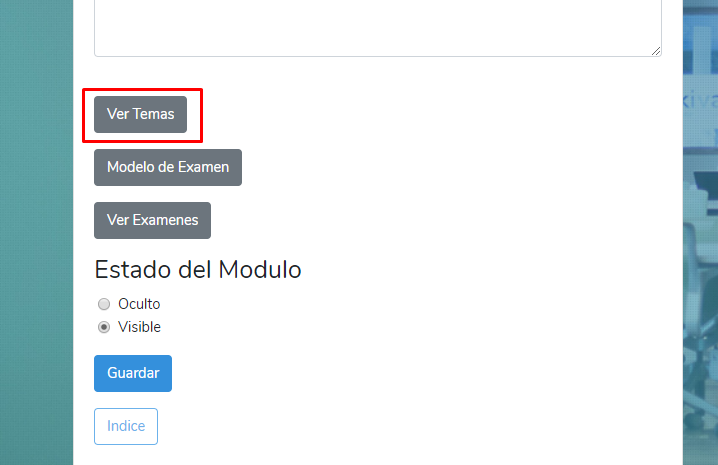 Ver Temas
Modelo de Examen
Ver Examenes
Estado del Modulo
Oculto
Visible
Guardar
Indice